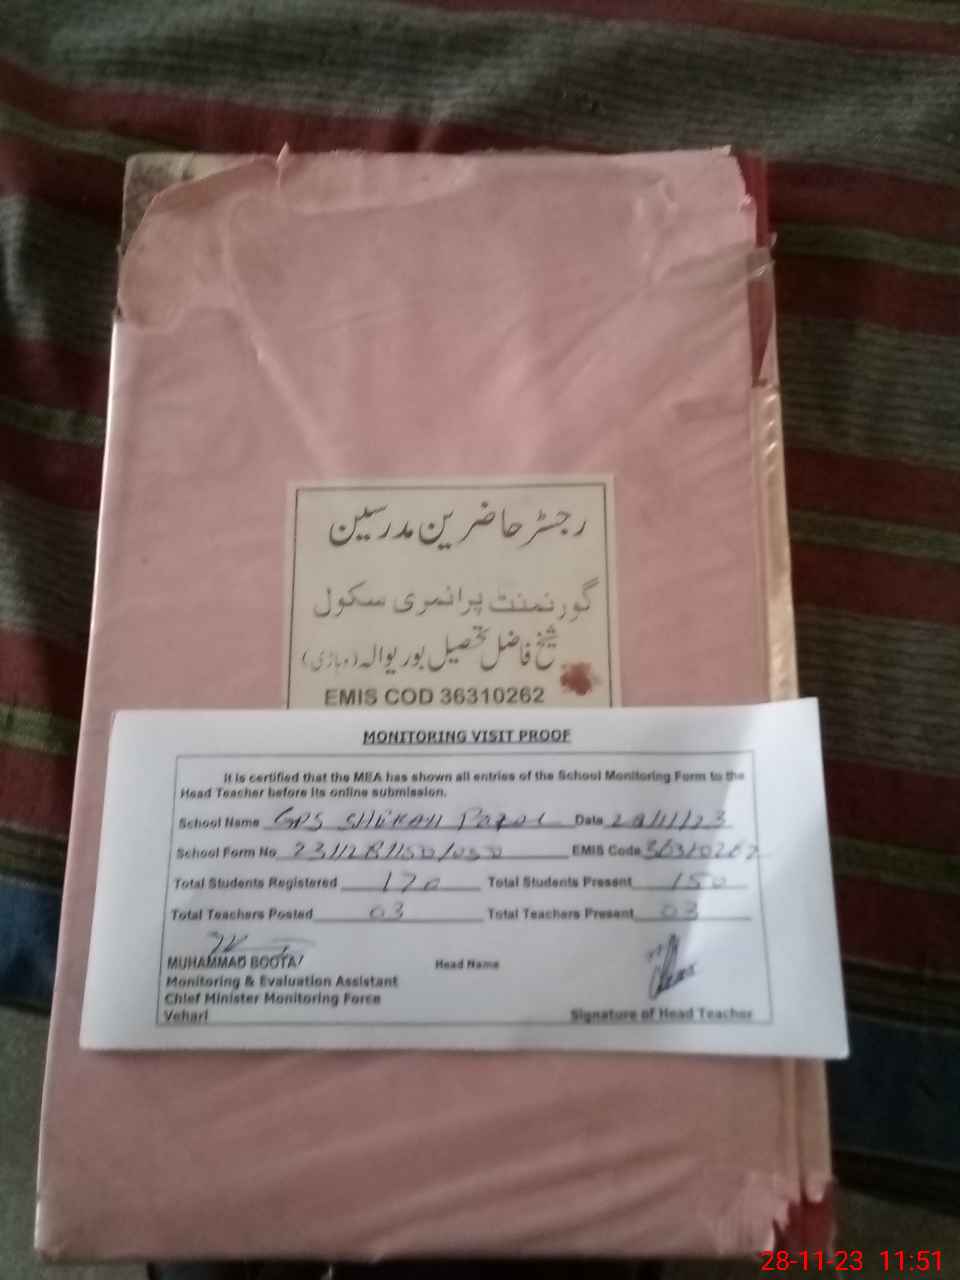 رجسٹر حاضرین مدرسین
گورنمنٹ پرائمری سکول
شیخ فاضل تحصیل بوریوالہ (وہاڑی)
EMIS COD 36310262
MONITORING VISIT PROOF
It is certified that the MEA has shown all entries of the School Monitoring Form to the
Head Teacher before its online submission.
School Name GPS Date 28/11/23
School Form No EMIS Code 36310262
Total Students Registered 170 Total Students Present 150
Total Teachers Posted 03 Total Teachers Present 03
MUHAMMAD BOOTA Head Name
Monitoring & Evaluation Assistant
Chief Minister Monitoring Force
Vehari Signature of Head Teacher
28-11-23 11:51